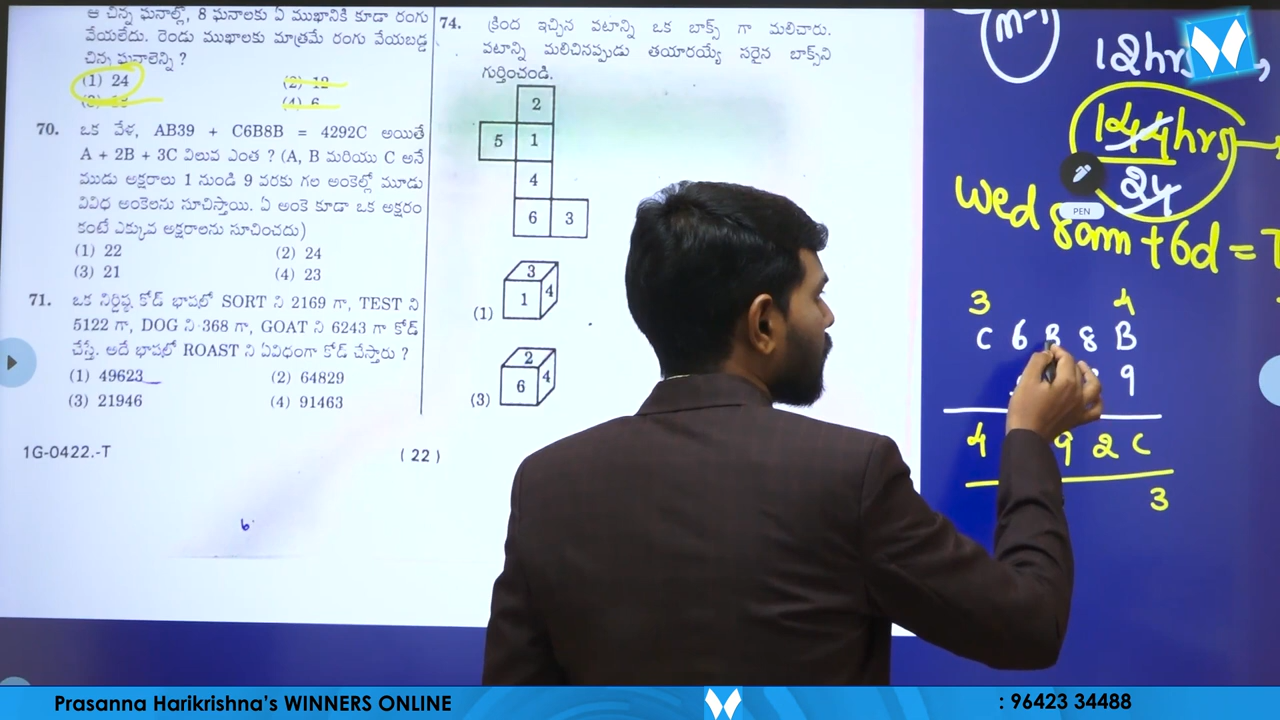 ఆ చిన్న ఘనాల్లో, 8 ఘనాలకు ఏ ముఖానికి కూడా రంగు
వేయలేదు. రెండు ముఖాలకు మాత్రమే రంగు వేయబడ్డ
చిన్న ఘనాలెన్ని ?
(1) 24 (2) 12
(4) 6
70. ఒక వేళ, AB39 + C6B8B = 4292C అయితే
A + 2B + 3C విలువ ఎంత ? (A, B మరియు C అనే
ముడు అక్షరాలు 1 నుండి 9 వరకు గల అంకెల్లో మూడు
వివిధ అంకెలను సూచిస్తాయి. ఏ అంకె కూడా ఒక అక్షరం
కంటే ఎక్కువ అక్షరాలను సూచించదు)
(1) 22 (2) 24
(3) 21 (4) 23
71. ఒక నిర్దిష్ట కోడ్ భాషలో SORT ని 2169 గా, TEST ని
5122 గా, DOG ని 368 గా, GOAT ని 6243 గా కోడ్
చేస్తే. అదే భాషలో ROAST ని ఏవిధంగా కోడ్ చేస్తారు ?
(1) 49623 (2) 64829
(3) 21946 (4) 91463
1G-0422.-T (22)
6
74. క్రింద ఇచ్చిన పటాన్ని ఒక బాక్స్ గా మలిచారు.
పటాన్ని మలిచినప్పుడు తయారయ్యే సరైన బాక్స్‌ని
గుర్తించండి.
2
5 1
4
6 3
(1) 3 1 4
(3) 2 6 4
m-1
12hrs,
144hrs
24
PEN
Wed 8am + 6d =
3 4
C 6 B 8 B
9
4 9 2 C
3
Prasanna Harikrishna's WINNERS ONLINE
: 96423 34488